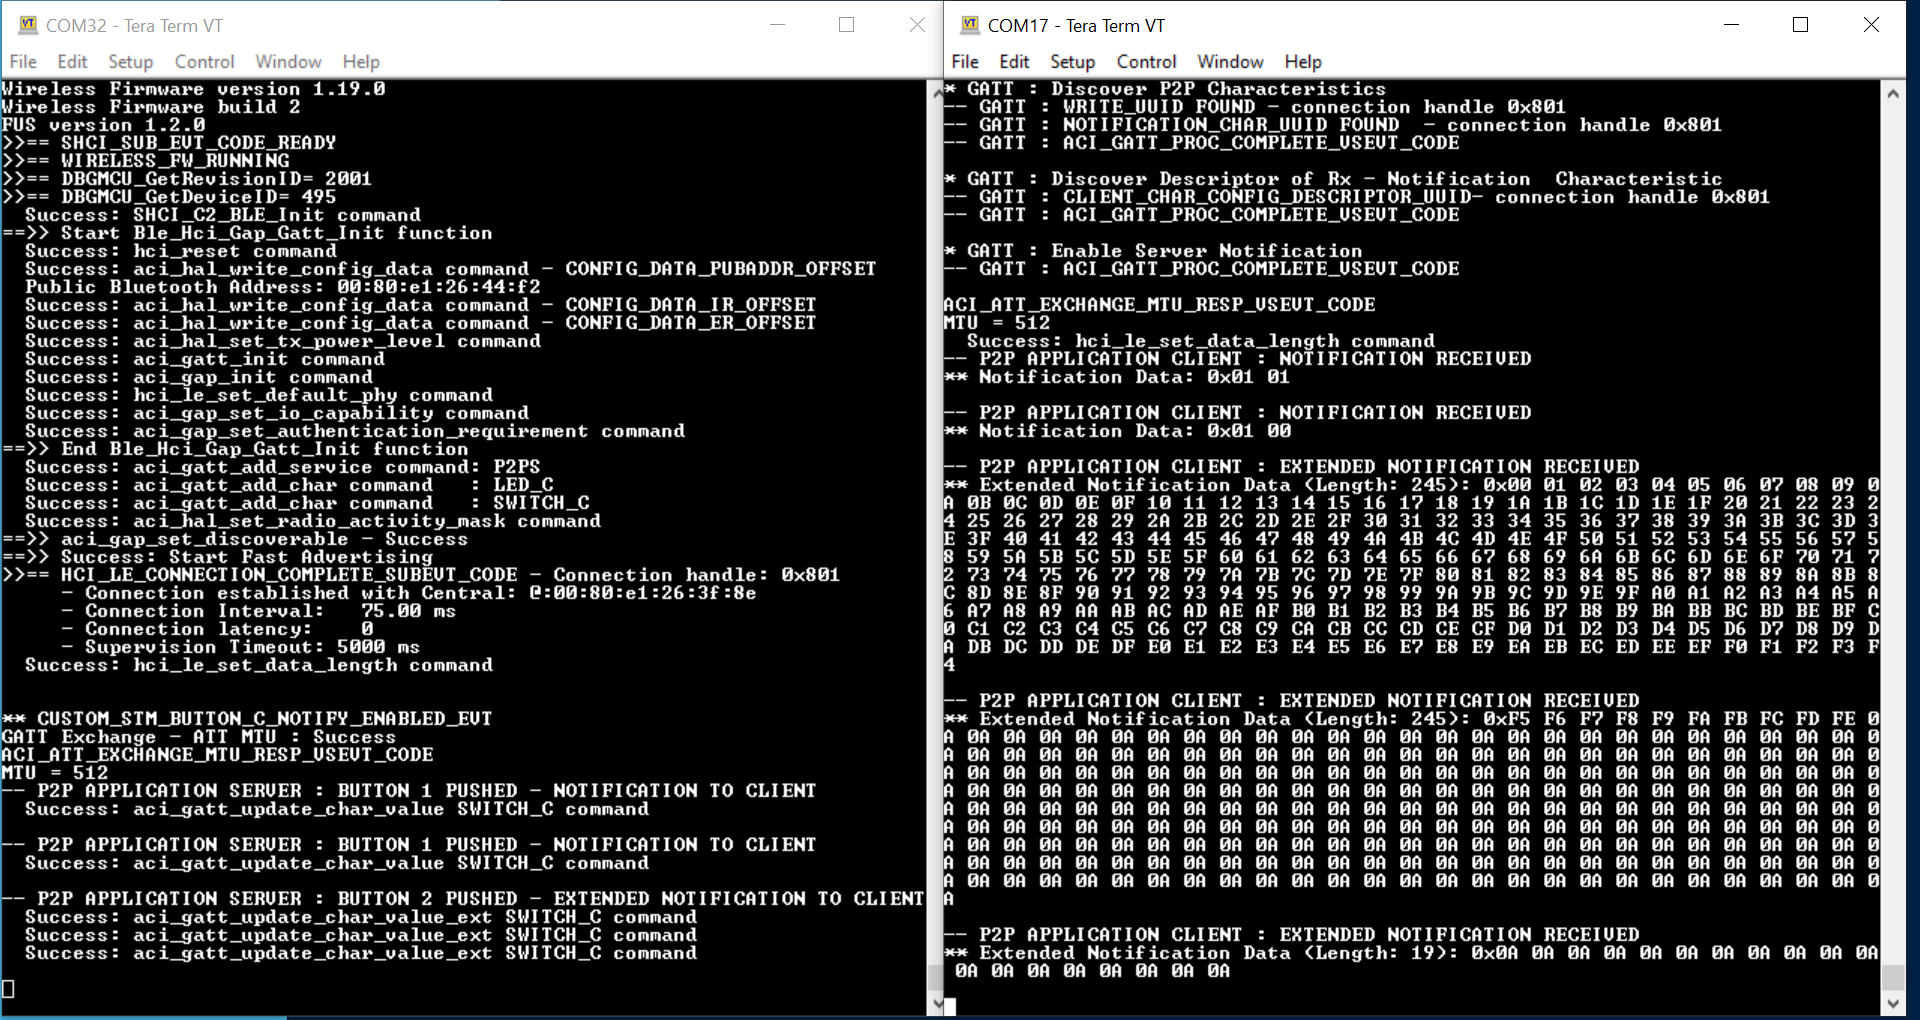 COM32 - Tera Term VT
File Edit Setup Control Window Help
Wireless Firmware version 1.19.0
Wireless Firmware build 2
FUS version 1.2.0
>>== SHCI_SUB_EVT_CODE_READY
>>== WIRELESS_FW_RUNNING
>>== DBGMCU_GetRevisionID= 2001
>>== DBGMCU_GetDeviceID= 495
Success: SHCI_C2_BLE_Init command
==>> Start Ble_Hci_Gap_Gatt_Init function
Success: hci_reset command
Success: aci_hal_write_config_data command - CONFIG_DATA_PUBADDR_OFFSET
Public Bluetooth Address: 00:80:e1:26:44:f2
Success: aci_hal_write_config_data command - CONFIG_DATA_IR_OFFSET
Success: aci_hal_write_config_data command - CONFIG_DATA_ER_OFFSET
Success: aci_hal_set_tx_power_level command
Success: aci_gatt_init command
Success: aci_gap_init command
Success: hci_le_set_default_phy command
Success: aci_gap_set_io_capability command
Success: aci_gap_set_authentication_requirement command
==>> End Ble_Hci_Gap_Gatt_Init function
Success: aci_gatt_add_service command: P2PS
Success: aci_gatt_add_char command   : LED_C
Success: aci_gatt_add_char command   : SWITCH_C
Success: aci_hal_set_radio_activity_mask command
==>> aci_gap_set_discoverable - Success
==>> Success: Start Fast Advertising
>>== HCI_LE_CONNECTION_COMPLETE_SUBEVT_CODE - Connection handle: 0x801
- Connection established with Central: @:00:80:e1:26:3f:8e
- Connection Interval:   75.00 ms
- Connection latency:    0
- Supervision Timeout: 5000 ms
Success: hci_le_set_data_length command
** CUSTOM_STM_BUTTON_C_NOTIFY_ENABLED_EVT
GATT Exchange - ATT MTU : Success
ACI_ATT_EXCHANGE_MTU_RESP_VSEVT_CODE
MTU = 512
-- P2P APPLICATION SERVER : BUTTON 1 PUSHED - NOTIFICATION TO CLIENT
Success: aci_gatt_update_char_value SWITCH_C command
-- P2P APPLICATION SERVER : BUTTON 1 PUSHED - NOTIFICATION TO CLIENT
Success: aci_gatt_update_char_value SWITCH_C command
-- P2P APPLICATION SERVER : BUTTON 2 PUSHED - EXTENDED NOTIFICATION TO CLIENT
Success: aci_gatt_update_char_value_ext SWITCH_C command
Success: aci_gatt_update_char_value_ext SWITCH_C command
Success: aci_gatt_update_char_value_ext SWITCH_C command
COM17 - Tera Term VT
File Edit Setup Control Window Help
* GATT : Discover P2P Characteristics
-- GATT : WRITE_UUID FOUND - connection handle 0x801
-- GATT : NOTIFICATION_CHAR_UUID FOUND  - connection handle 0x801
-- GATT : ACI_GATT_PROC_COMPLETE_VSEVT_CODE
* GATT : Discover Descriptor of Rx - Notification  Characteristic
-- GATT : CLIENT_CHAR_CONFIG_DESCRIPTOR_UUID- connection handle 0x801
-- GATT : ACI_GATT_PROC_COMPLETE_VSEVT_CODE
* GATT : Enable Server Notification
-- GATT : ACI_GATT_PROC_COMPLETE_VSEVT_CODE
ACI_ATT_EXCHANGE_MTU_RESP_VSEVT_CODE
MTU = 512
Success: hci_le_set_data_length command
-- P2P APPLICATION CLIENT : NOTIFICATION RECEIVED
** Notification Data: 0x01 01
-- P2P APPLICATION CLIENT : NOTIFICATION RECEIVED
** Notification Data: 0x01 00
-- P2P APPLICATION CLIENT : EXTENDED NOTIFICATION RECEIVED
** Extended Notification Data (Length: 245): 0x00 01 02 03 04 05 06 07 08 09 0
A 0B 0C 0D 0E 0F 10 11 12 13 14 15 16 17 18 19 1A 1B 1C 1D 1E 1F 20 21 22 23 2
4 25 26 27 28 29 2A 2B 2C 2D 2E 2F 30 31 32 33 34 35 36 37 38 39 3A 3B 3C 3D 3
E 3F 40 41 42 43 44 45 46 47 48 49 4A 4B 4C 4D 4E 4F 50 51 52 53 54 55 56 57 5
8 59 5A 5B 5C 5D 5E 5F 60 61 62 63 64 65 66 67 68 69 6A 6B 6C 6D 6E 6F 70 71 7
2 73 74 75 76 77 78 79 7A 7B 7C 7D 7E 7F 80 81 82 83 84 85 86 87 88 89 8A 8B 8
C 8D 8E 8F 90 91 92 93 94 95 96 97 98 99 9A 9B 9C 9D 9E 9F A0 A1 A2 A3 A4 A5 A
6 A7 A8 A9 AA AB AC AD AE AF B0 B1 B2 B3 B4 B5 B6 B7 B8 B9 BA BB BC BD BE BF C
0 C1 C2 C3 C4 C5 C6 C7 C8 C9 CA CB CC CD CE CF D0 D1 D2 D3 D4 D5 D6 D7 D8 D9 D
A DB DC DD DE DF E0 E1 E2 E3 E4 E5 E6 E7 E8 E9 EA EB EC ED EE EF F0 F1 F2 F3 F
4
-- P2P APPLICATION CLIENT : EXTENDED NOTIFICATION RECEIVED
** Extended Notification Data (Length: 245): 0xF5 F6 F7 F8 F9 FA FB FC FD FE 0
A 0A 0A 0A 0A 0A 0A 0A 0A 0A 0A 0A 0A 0A 0A 0A 0A 0A 0A 0A 0A 0A 0A 0A 0A 0A 0
A 0A 0A 0A 0A 0A 0A 0A 0A 0A 0A 0A 0A 0A 0A 0A 0A 0A 0A 0A 0A 0A 0A 0A 0A 0A 0
A 0A 0A 0A 0A 0A 0A 0A 0A 0A 0A 0A 0A 0A 0A 0A 0A 0A 0A 0A 0A 0A 0A 0A 0A 0A 0
A 0A 0A 0A 0A 0A 0A 0A 0A 0A 0A 0A 0A 0A 0A 0A 0A 0A 0A 0A 0A 0A 0A 0A 0A 0A 0
A 0A 0A 0A 0A 0A 0A 0A 0A 0A 0A 0A 0A 0A 0A 0A 0A 0A 0A 0A 0A 0A 0A 0A 0A 0A 0
A 0A 0A 0A 0A 0A 0A 0A 0A 0A 0A 0A 0A 0A 0A 0A 0A 0A 0A 0A 0A 0A 0A 0A 0A 0A 0
A 0A 0A 0A 0A 0A 0A 0A 0A 0A 0A 0A 0A 0A 0A 0A 0A 0A 0A 0A 0A 0A 0A 0A 0A 0A 0
A 0A 0A 0A 0A 0A 0A 0A 0A 0A 0A 0A 0A 0A 0A 0A 0A 0A 0A 0A 0A 0A 0A 0A 0A 0A 0
A 0A 0A 0A 0A 0A 0A 0A 0A 0A 0A 0A 0A 0A 0A 0A 0A 0A 0A 0A 0A 0A 0A 0A 0A 0A 0
A
-- P2P APPLICATION CLIENT : EXTENDED NOTIFICATION RECEIVED
** Extended Notification Data (Length: 19): 0x0A 0A 0A 0A 0A 0A 0A 0A 0A 0A 0A
0A 0A 0A 0A 0A 0A 0A 0A